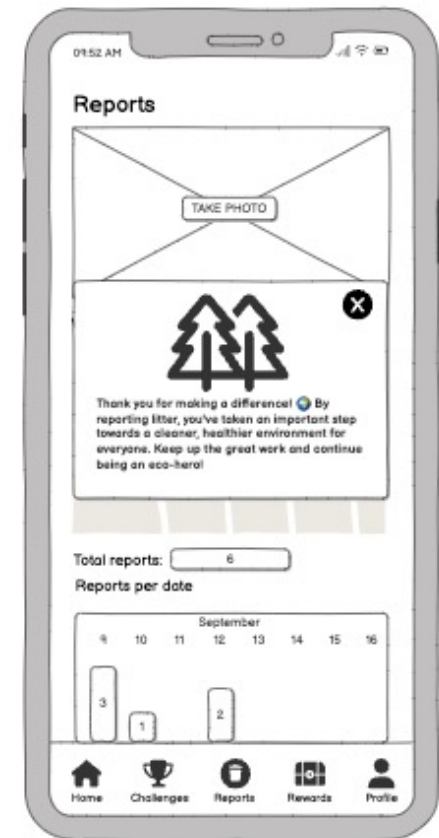 09:52 AM
Reports
TAKE PHOTO
X
Thank you for making a difference! 🌍 By
reporting litter, you've taken an important step
towards a cleaner, healthier environment for
everyone. Keep up the great work and continue
being an eco-hero!
Total reports: 6
Reports per date
September
9 10 11 12 13 14 15 16
3 1 2
Home Challenges Reports Rewards Profile